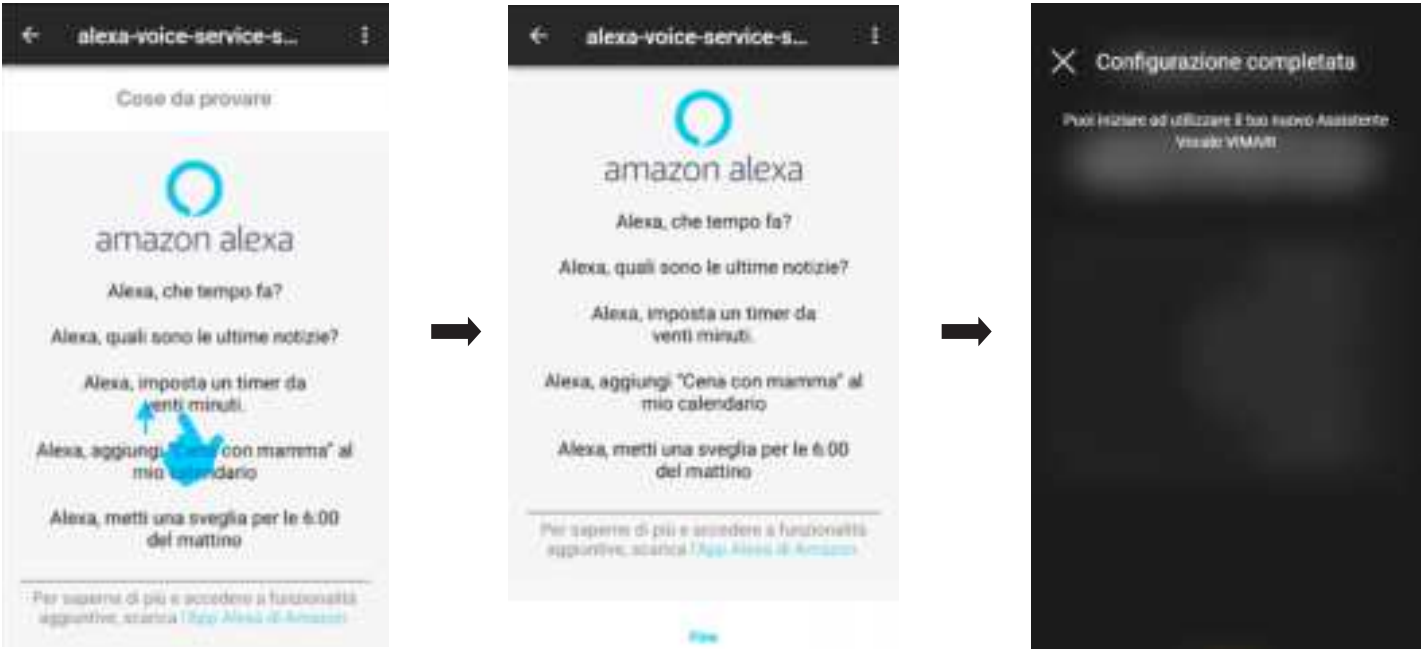 alexa-voice-service-s...
Cose da provare
amazon alexa
Alexa, che tempo fa?
Alexa, quali sono le ultime notizie?
Alexa, imposta un timer da
venti minuti.
Alexa, aggiungi "Cena con mamma" al
mio calendario
Alexa, metti una sveglia per le 6:00
del mattino
Per saperne di più e accedere a funzionalità
aggiuntive, scarica l'App Alexa di Amazon
alexa-voice-service-s...
amazon alexa
Alexa, che tempo fa?
Alexa, quali sono le ultime notizie?
Alexa, imposta un timer da
venti minuti.
Alexa, aggiungi "Cena con mamma" al
mio calendario
Alexa, metti una sveglia per le 6:00
del mattino
Per saperne di più e accedere a funzionalità
aggiuntive, scarica l'App Alexa di Amazon
Fine
Configurazione completata
Puoi iniziare ad utilizzare il tuo nuovo Assistente
Vocale VIMAR!